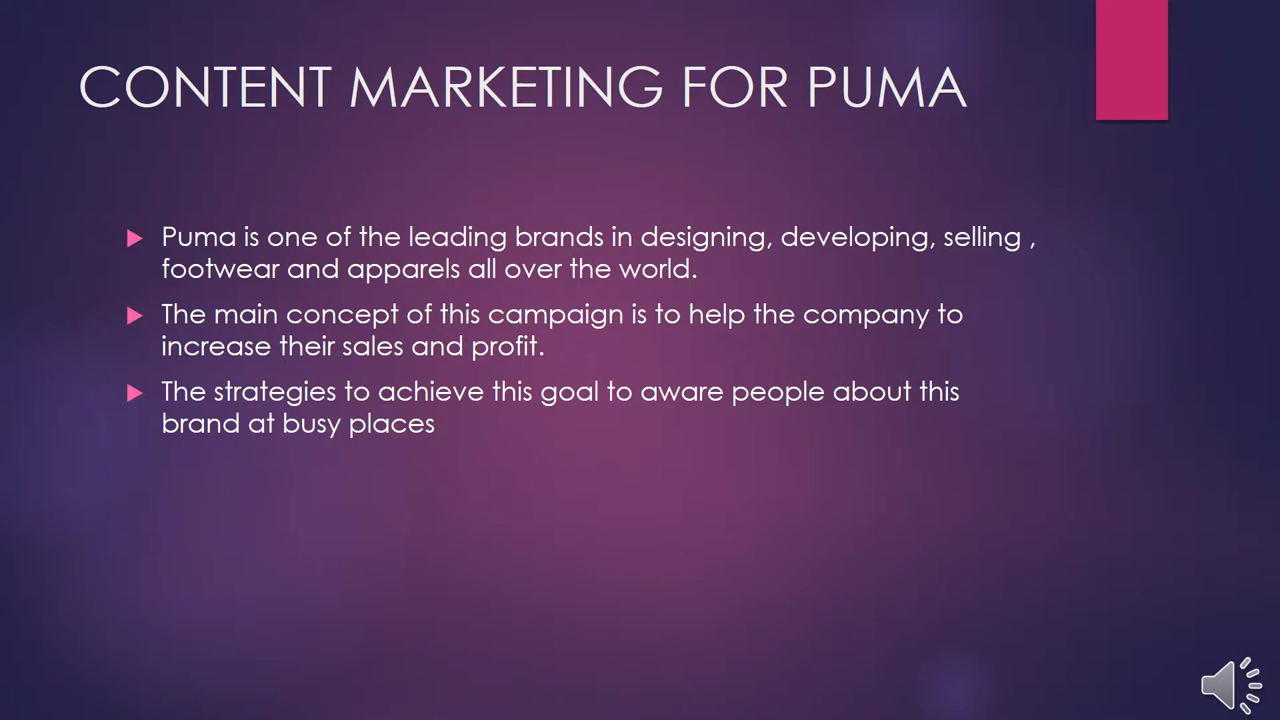 CONTENT MARKETING FOR PUMA
Puma is one of the leading brands in designing, developing, selling ,
footwear and apparels all over the world.
The main concept of this campaign is to help the company to
increase their sales and profit.
The strategies to achieve this goal to aware people about this
brand at busy places